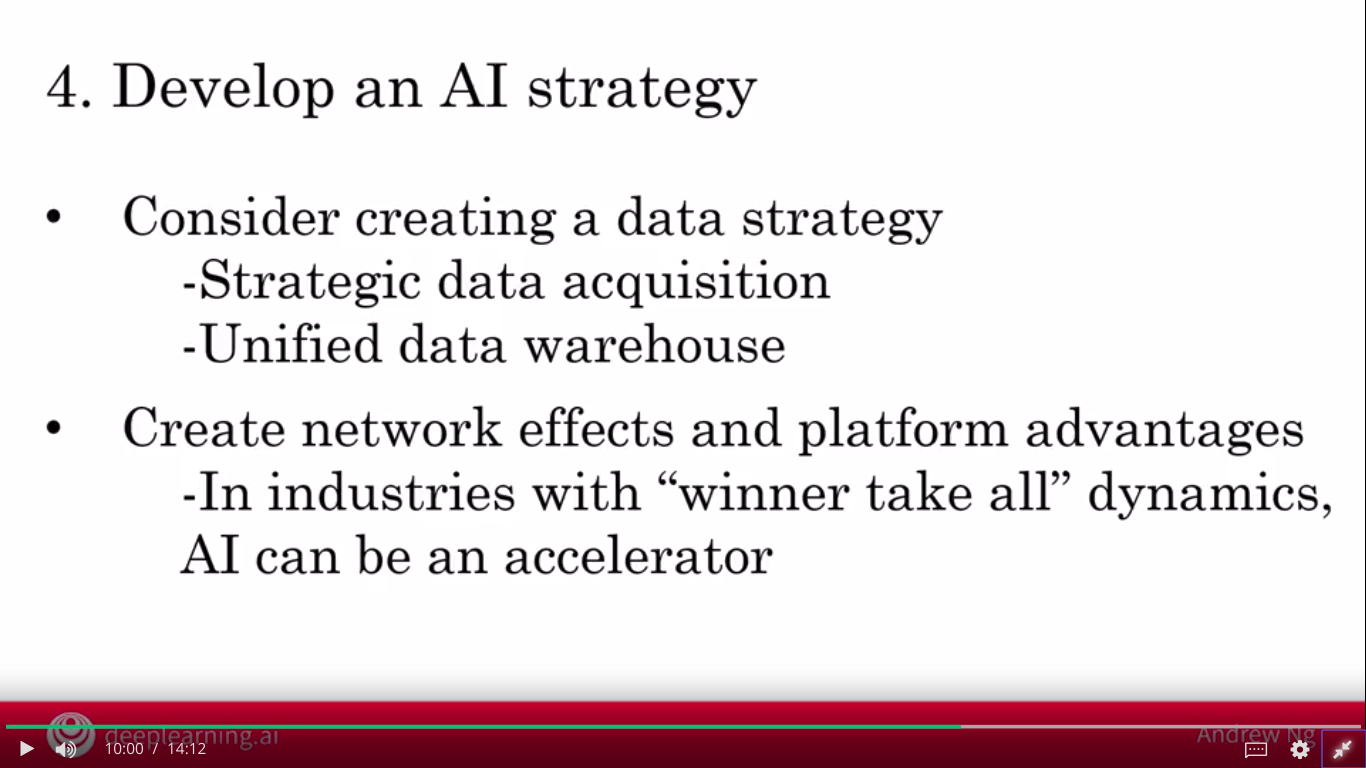 4. Develop an AI strategy
• Consider creating a data strategy
-Strategic data acquisition
-Unified data warehouse
• Create network effects and platform advantages
-In industries with “winner take all” dynamics,
AI can be an accelerator
deeplearning.ai
Andrew Ng
10:00 / 14:12